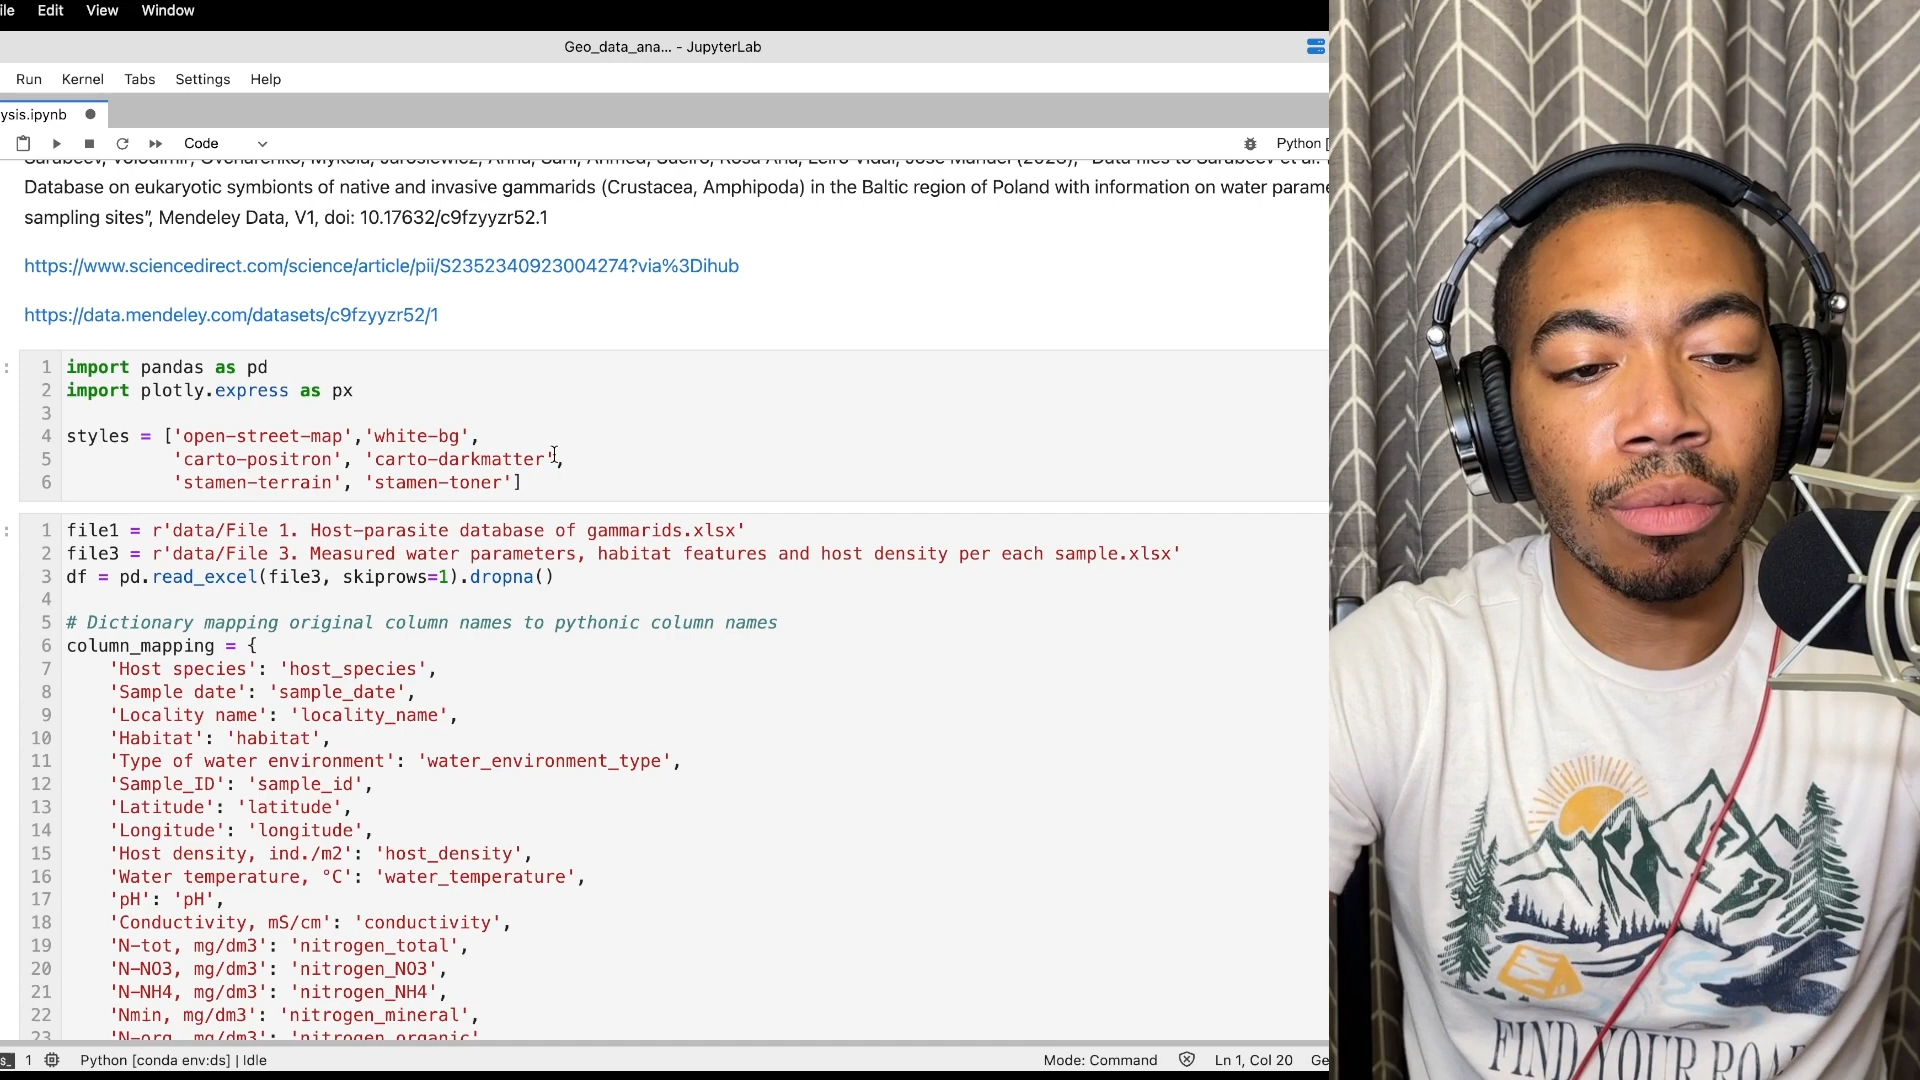 ile Edit View Window
Geo_data_ana... - JupyterLab
Run Kernel Tabs Settings Help
ysis.ipynb
Code
Python [
Database on eukaryotic symbionts of native and invasive gammarids (Crustacea, Amphipoda) in the Baltic region of Poland with information on water parame
sampling sites”, Mendeley Data, V1, doi: 10.17632/c9fzyyzr52.1
https://www.sciencedirect.com/science/article/pii/S2352340923004274?via%3Dihub
https://data.mendeley.com/datasets/c9fzyyzr52/1
:
1 import pandas as pd
2 import plotly.express as px
3
4 styles = ['open-street-map','white-bg',
5 'carto-positron', 'carto-darkmatter',
6 'stamen-terrain', 'stamen-toner']
:
1 file1 = r'data/File 1. Host-parasite database of gammarids.xlsx'
2 file3 = r'data/File 3. Measured water parameters, habitat features and host density per each sample.xlsx'
3 df = pd.read_excel(file3, skiprows=1).dropna()
4
5 # Dictionary mapping original column names to pythonic column names
6 column_mapping = {
7 'Host species': 'host_species',
8 'Sample date': 'sample_date',
9 'Locality name': 'locality_name',
10 'Habitat': 'habitat',
11 'Type of water environment': 'water_environment_type',
12 'Sample_ID': 'sample_id',
13 'Latitude': 'latitude',
14 'Longitude': 'longitude',
15 'Host density, ind./m2': 'host_density',
16 'Water temperature, °C': 'water_temperature',
17 'pH': 'pH',
18 'Conductivity, mS/cm': 'conductivity',
19 'N-tot, mg/dm3': 'nitrogen_total',
20 'N-NO3, mg/dm3': 'nitrogen_NO3',
21 'N-NH4, mg/dm3': 'nitrogen_NH4',
22 'Nmin, mg/dm3': 'nitrogen_mineral',
23 'N-org, mg/dm3': 'nitrogen_organic'
1 Python [conda env:ds] | Idle
Mode: Command Ln 1, Col 20 Ge
FIND YOUR ROA